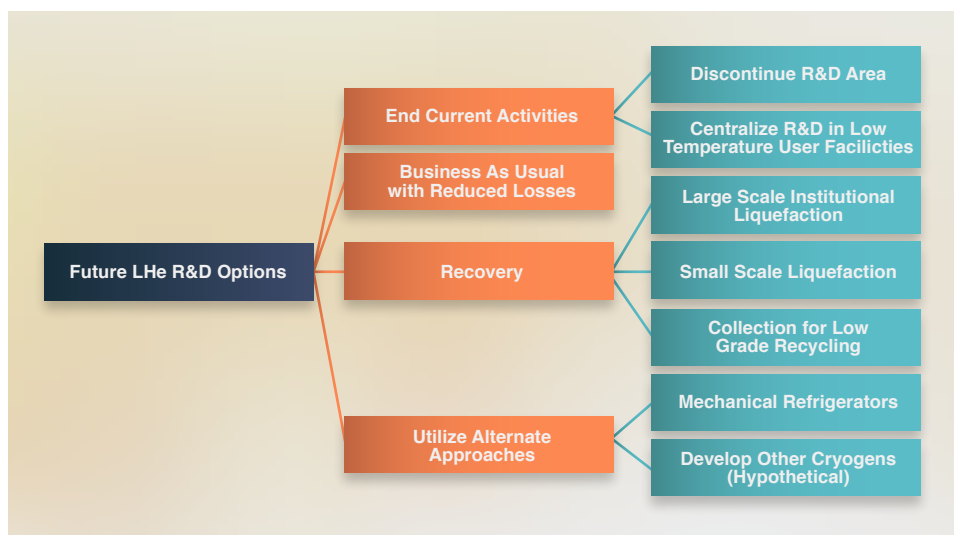 Future LHe R&D Options
End Current Activities
Business As Usual
with Reduced Losses
Recovery
Utilize Alternate
Approaches
Discontinue R&D Area
Centralize R&D in Low
Temperature User Facilicties
Large Scale Institutional
Liquefaction
Small Scale Liquefaction
Collection for Low
Grade Recycling
Mechanical Refrigerators
Develop Other Cryogens
(Hypothetical)